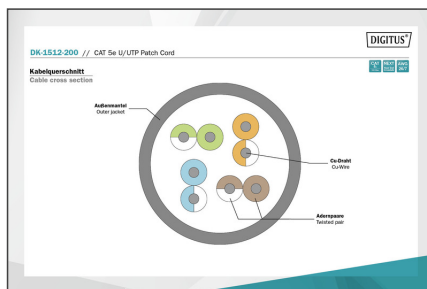 DIGITUS®
DK-1512-200 // CAT 5e U/UTP Patch Cord
Kabelquerschnitt
Cable cross section
Außenmantel
Outer jacket
Cu-Draht
Cu-Wire
Adernpaare
Twisted pair